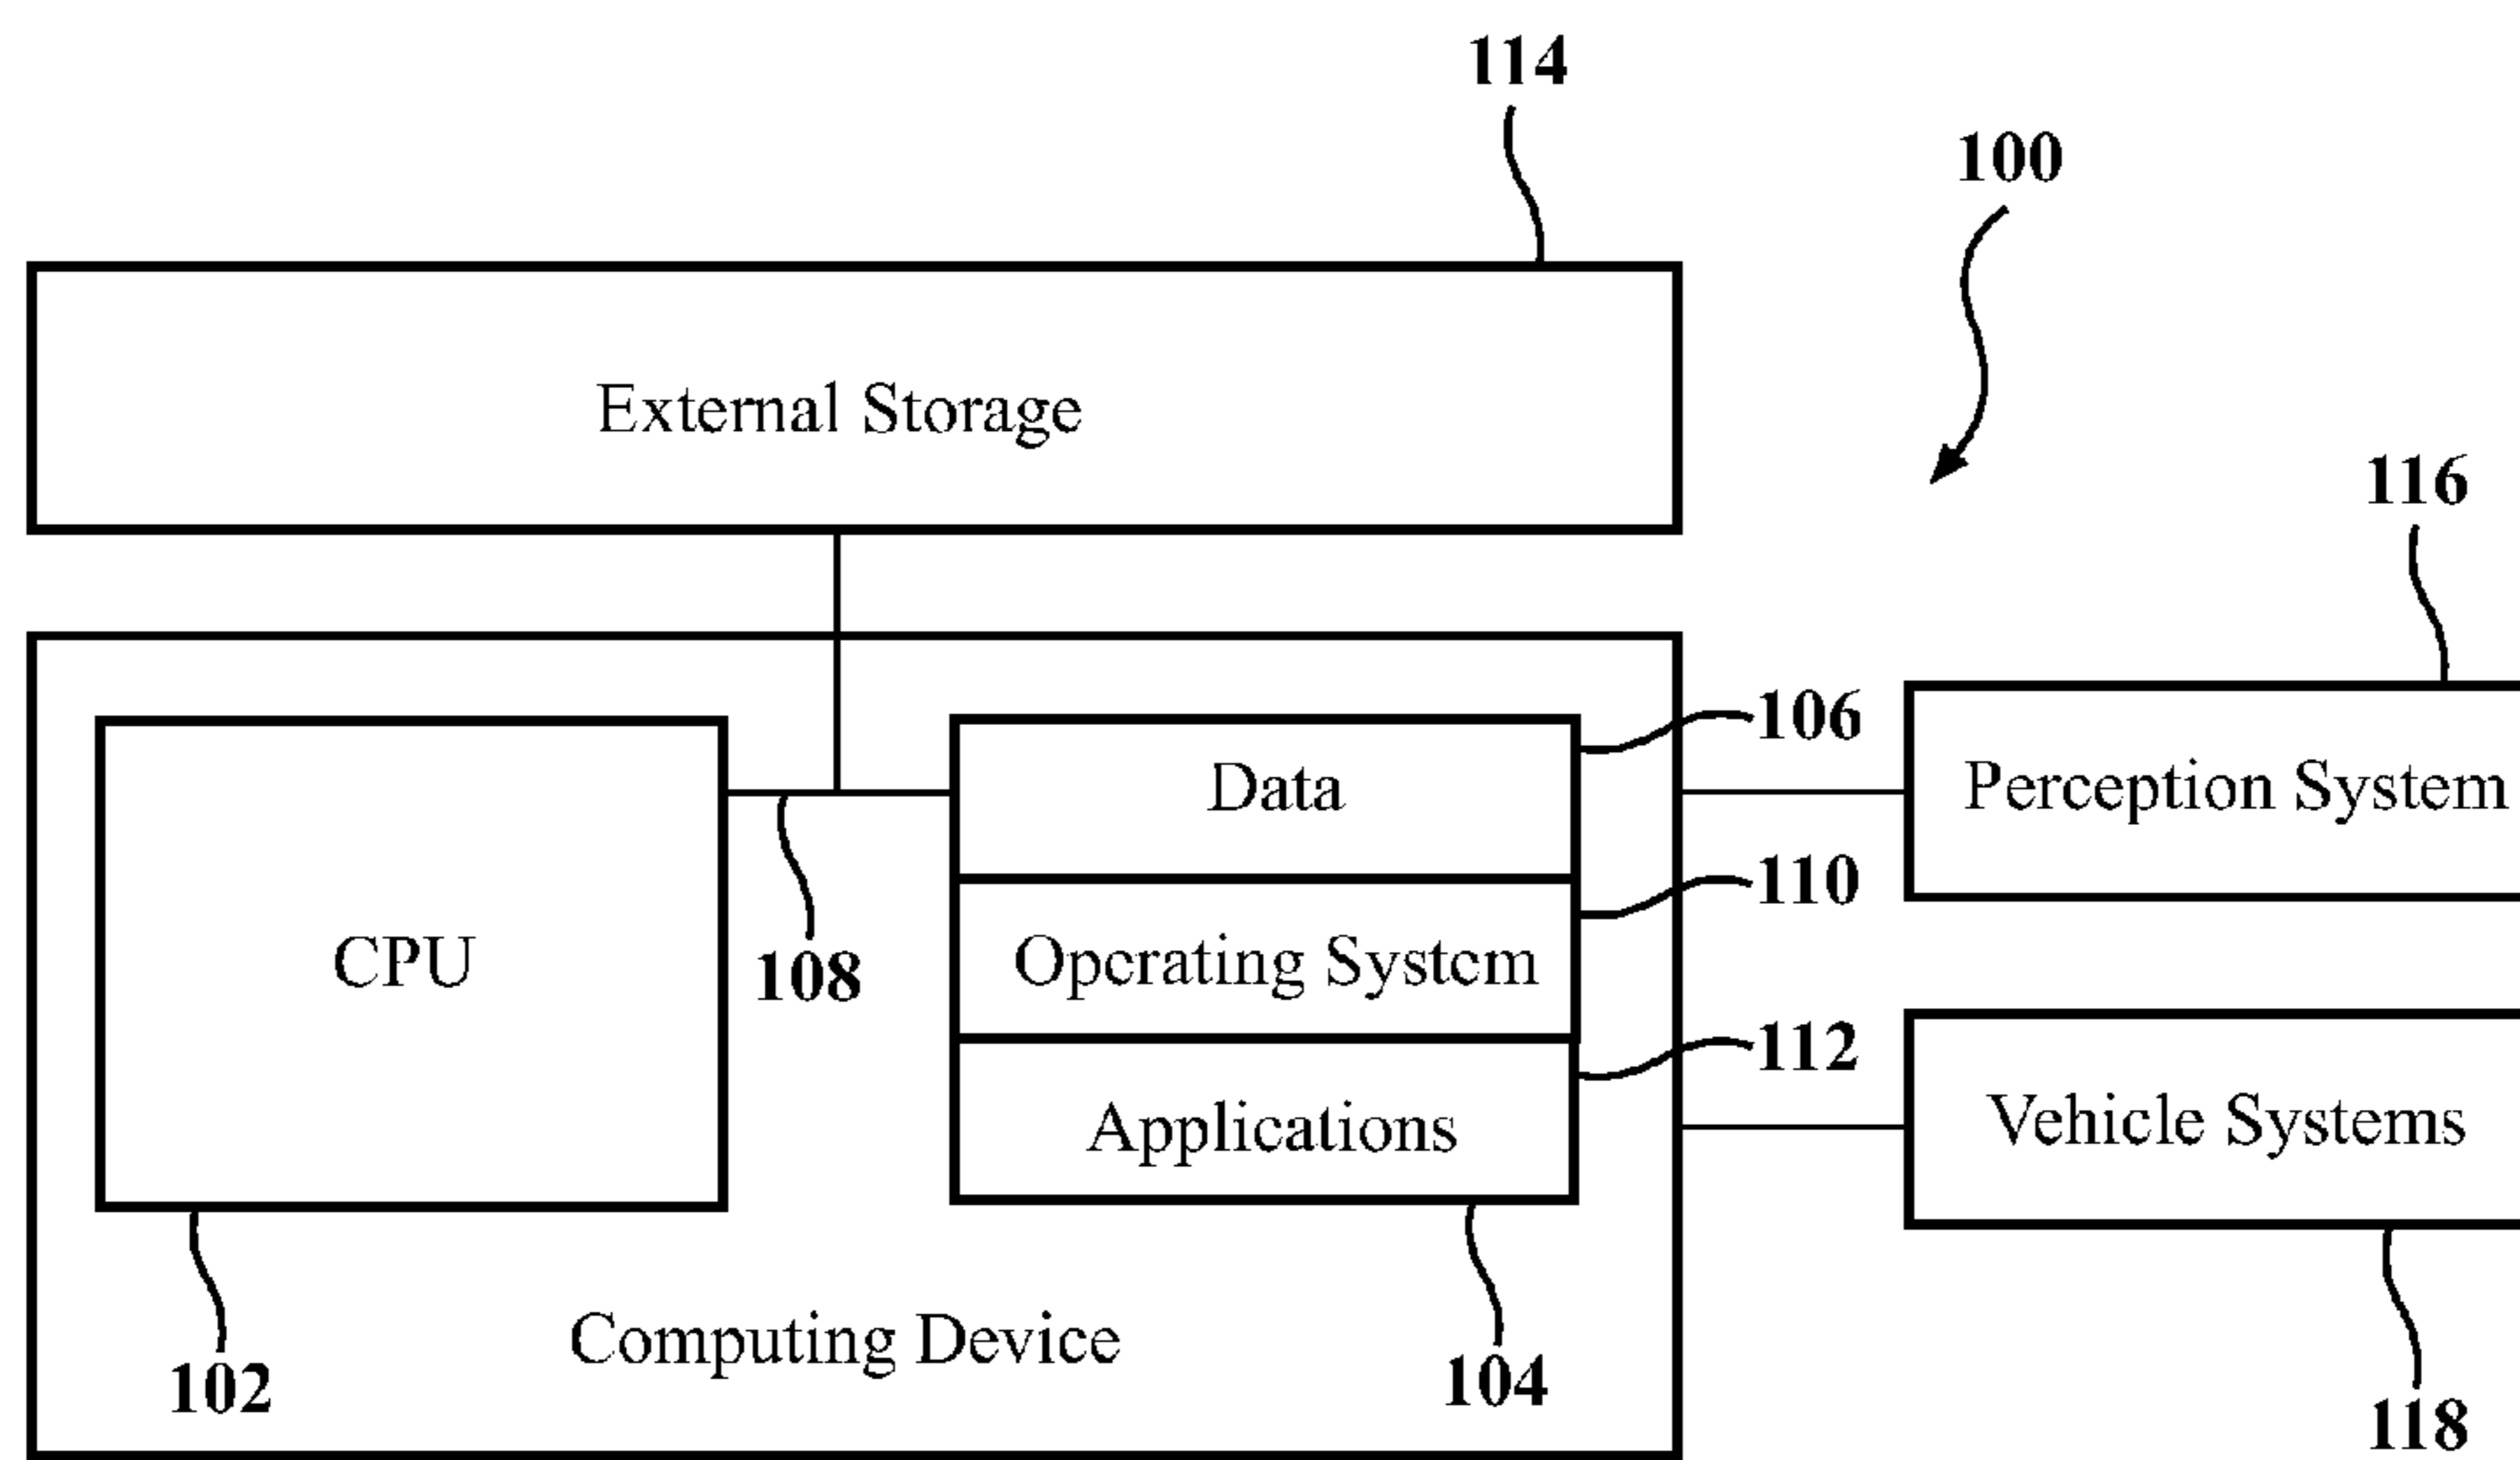 114
100
External Storage
116
106
Data
Perception System
110
CPU
Operating System
108
112
Applications
Vehicle Systems
Computing Device
102
104
118